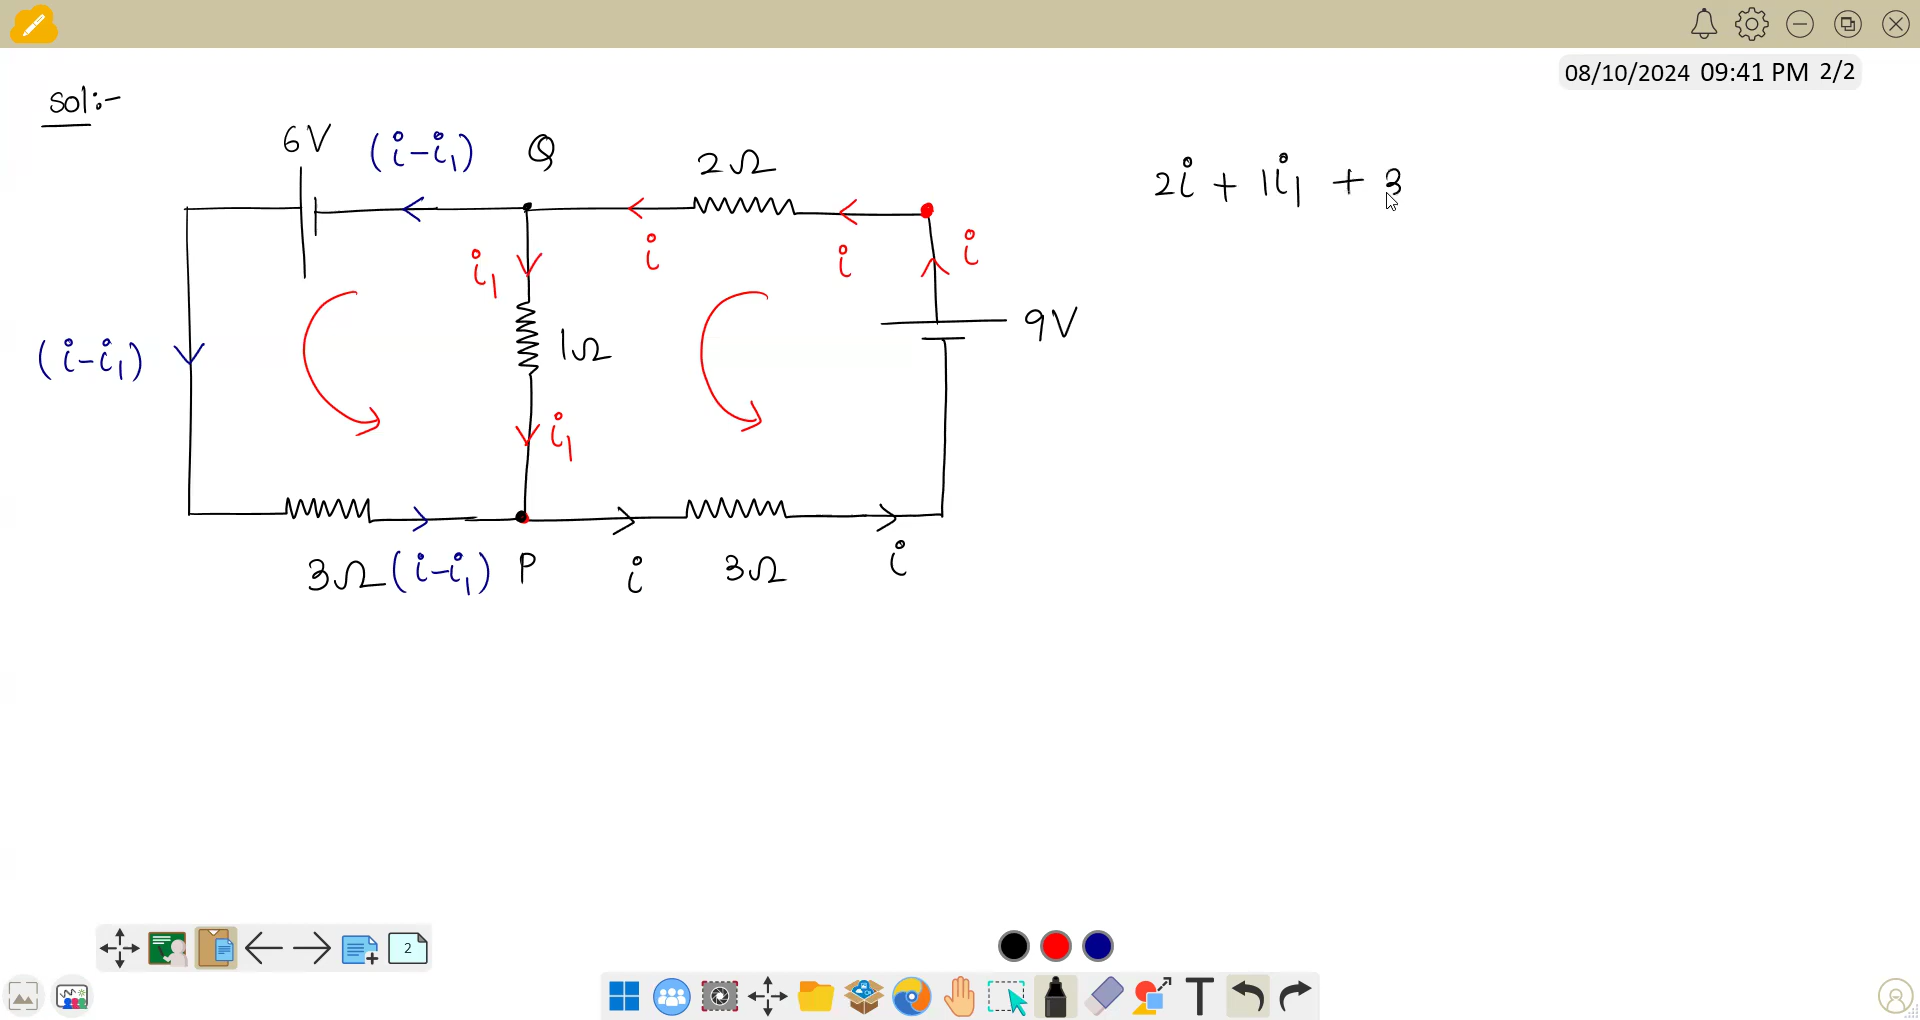 08/10/2024 09:41 PM 2/2
Sol:-
6V (i-i₁) Q 2Ω
2i + 1i₁ + 3
i₁ i i i
(i-i₁) 1Ω 9V
i₁
3Ω (i-i₁) P i 3Ω i
2
T